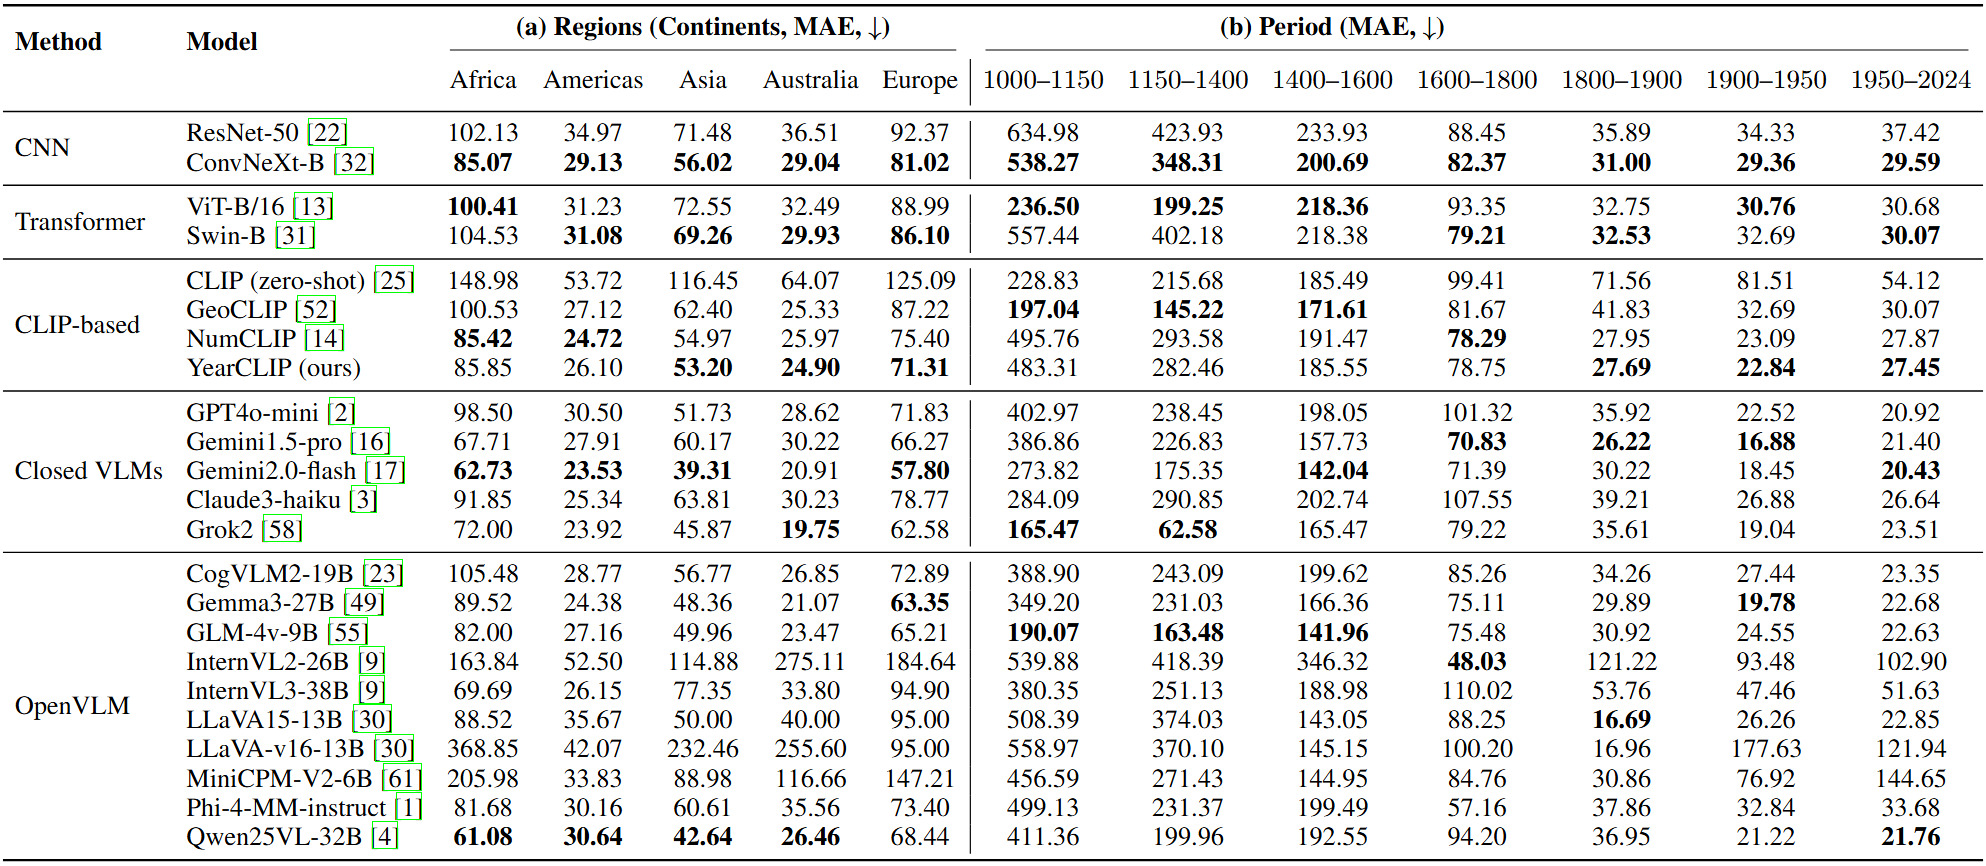 Method Model (a) Regions (Continents, MAE, ↓) (b) Period (MAE, ↓)
Africa Americas Asia Australia Europe 1000–1150 1150–1400 1400–1600 1600–1800 1800–1900 1900–1950 1950–2024
CNN
ResNet-50 [22] 102.13 34.97 71.48 36.51 92.37 634.98 423.93 233.93 88.45 35.89 34.33 37.42
ConvNeXt-B [32] 85.07 29.13 56.02 29.04 81.02 538.27 348.31 200.69 82.37 31.00 29.36 29.59
Transformer
ViT-B/16 [13] 100.41 31.23 72.55 32.49 88.99 236.50 199.25 218.36 93.35 32.75 30.76 30.68
Swin-B [31] 104.53 31.08 69.26 29.93 86.10 557.44 402.18 218.38 79.21 32.53 32.69 30.07
CLIP-based
CLIP (zero-shot) [25] 148.98 53.72 116.45 64.07 125.09 228.83 215.68 185.49 99.41 71.56 81.51 54.12
GeoCLIP [52] 100.53 27.12 62.40 25.33 87.22 197.04 145.22 171.61 81.67 41.83 32.69 30.07
NumCLIP [14] 85.42 24.72 54.97 25.97 75.40 495.76 293.58 191.47 78.29 27.95 23.09 27.87
YearCLIP (ours) 85.85 26.10 53.20 24.90 71.31 483.31 282.46 185.55 78.75 27.69 22.84 27.45
Closed VLMs
GPT4o-mini [2] 98.50 30.50 51.73 28.62 71.83 402.97 238.45 198.05 101.32 35.92 22.52 20.92
Gemini1.5-pro [16] 67.71 27.91 60.17 30.22 66.27 386.86 226.83 157.73 70.83 26.22 16.88 21.40
Gemini2.0-flash [17] 62.73 23.53 39.31 20.91 57.80 273.82 175.35 142.04 71.39 30.22 18.45 20.43
Claude3-haiku [3] 91.85 25.34 63.81 30.23 78.77 284.09 290.85 202.74 107.55 39.21 26.88 26.64
Grok2 [58] 72.00 23.92 45.87 19.75 62.58 165.47 62.58 165.47 79.22 35.61 19.04 23.51
OpenVLM
CogVLM2-19B [23] 105.48 28.77 56.77 26.85 72.89 388.90 243.09 199.62 85.26 34.26 27.44 23.35
Gemma3-27B [49] 89.52 24.38 48.36 21.07 63.35 349.20 231.03 166.36 75.11 29.89 19.78 22.68
GLM-4v-9B [55] 82.00 27.16 49.96 23.47 65.21 190.07 163.48 141.96 75.48 30.92 24.55 22.63
InternVL2-26B [9] 163.84 52.50 114.88 275.11 184.64 539.88 418.39 346.32 48.03 121.22 93.48 102.90
InternVL3-38B [9] 69.69 26.15 77.35 33.80 94.90 380.35 251.13 188.98 110.02 53.76 47.46 51.63
LLaVA15-13B [30] 88.52 35.67 50.00 40.00 95.00 508.39 374.03 143.05 88.25 16.69 26.26 22.85
LLaVA-v16-13B [30] 368.85 42.07 232.46 255.60 95.00 558.97 370.10 145.15 100.20 16.96 177.63 121.94
MiniCPM-V2-6B [61] 205.98 33.83 88.98 116.66 147.21 456.59 271.43 144.95 84.76 30.86 76.92 144.65
Phi-4-MM-instruct [1] 81.68 30.16 60.61 35.56 73.40 499.13 231.37 199.49 57.16 37.86 32.84 33.68
Qwen25VL-32B [4] 61.08 30.64 42.64 26.46 68.44 411.36 199.96 192.55 94.20 36.95 21.22 21.76